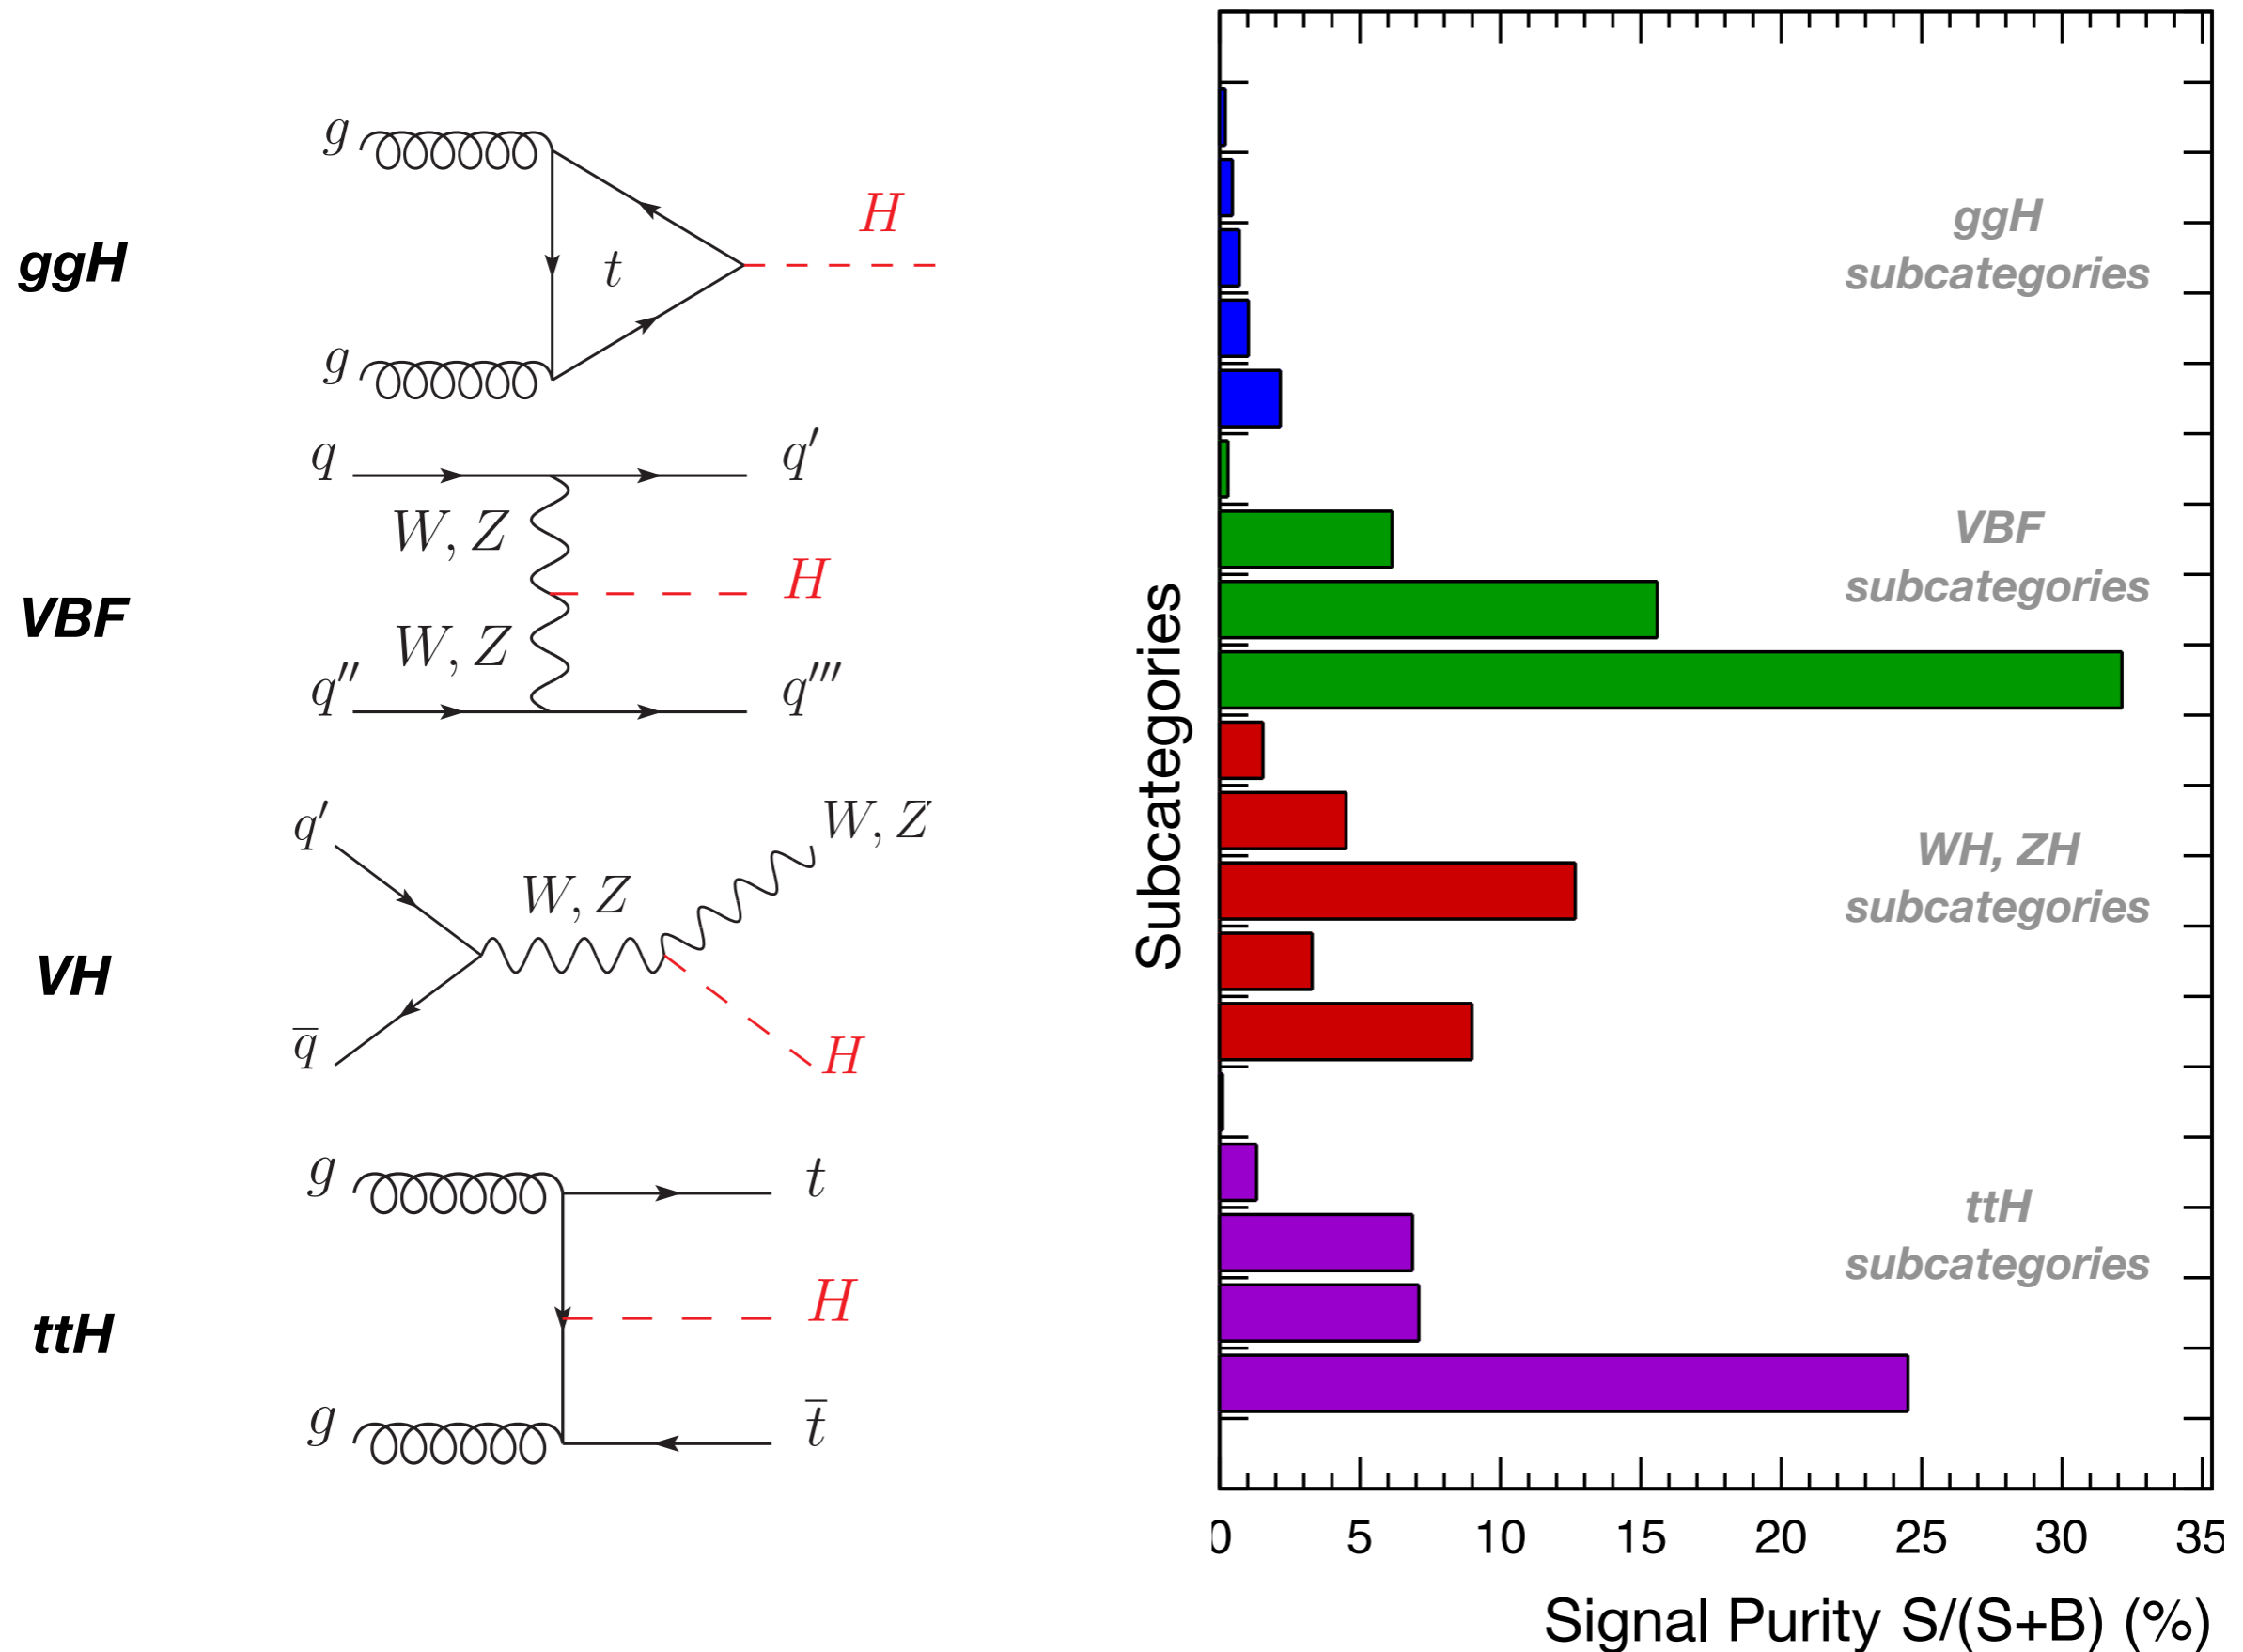 ggH
g
g
t
H
VBF
q
q′
W, Z
H
W, Z
q′′
q′′′
VH
q′
q̅
W, Z
W, Z
H
ttH
g
t
H
g
t̅
Subcategories
ggH
subcategories
VBF
subcategories
WH, ZH
subcategories
ttH
subcategories
0 5 10 15 20 25 30 35
Signal Purity S/(S+B) (%)